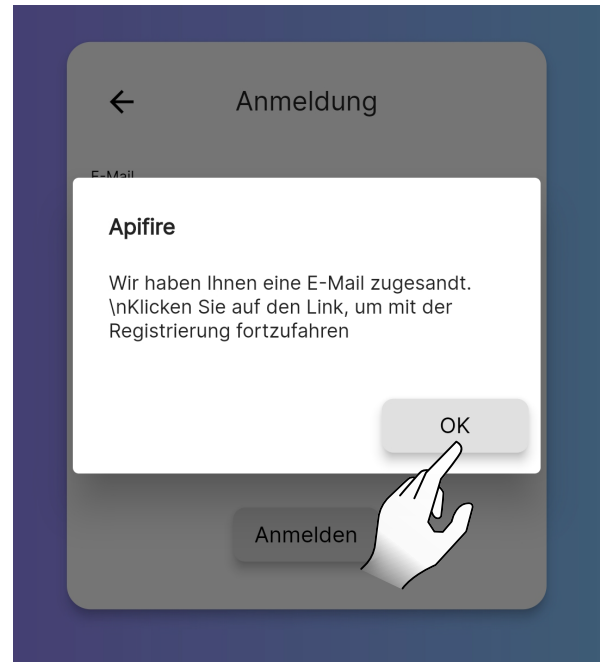 Anmeldung
E-Mail
Apifire
Wir haben Ihnen eine E-Mail zugesandt.
\nKlicken Sie auf den Link, um mit der
Registrierung fortzufahren
OK
Anmelden